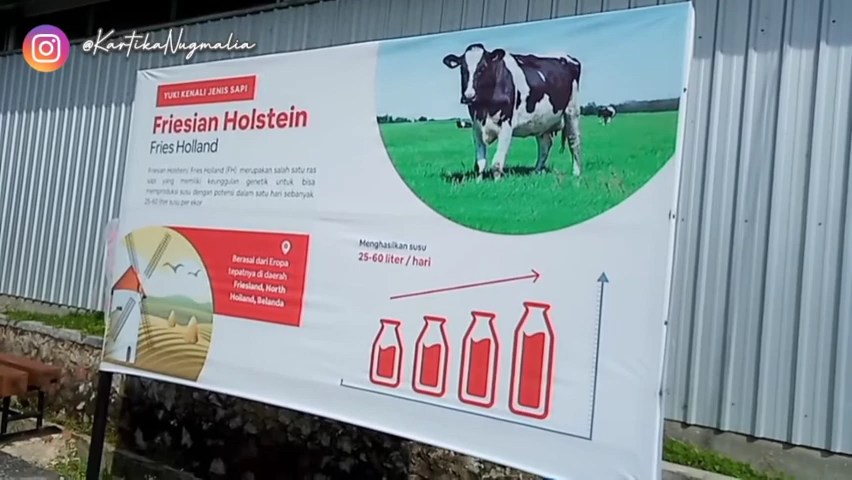 @KartikaNugmalia
YUK! KENALI JENIS SAPI
Friesian Holstein
Fries Holland
Friesian Holstein/ Fries Holland (FH) merupakan salah satu ras
sapi yang memiliki keunggulan genetik untuk bisa
memproduksi susu dengan potensi dalam satu hari sebanyak
25-60 liter susu per ekor
Berasal dari Eropa
tepatnya di daerah
Friesland, North
Holland, Belanda
Menghasilkan susu
25-60 liter / hari